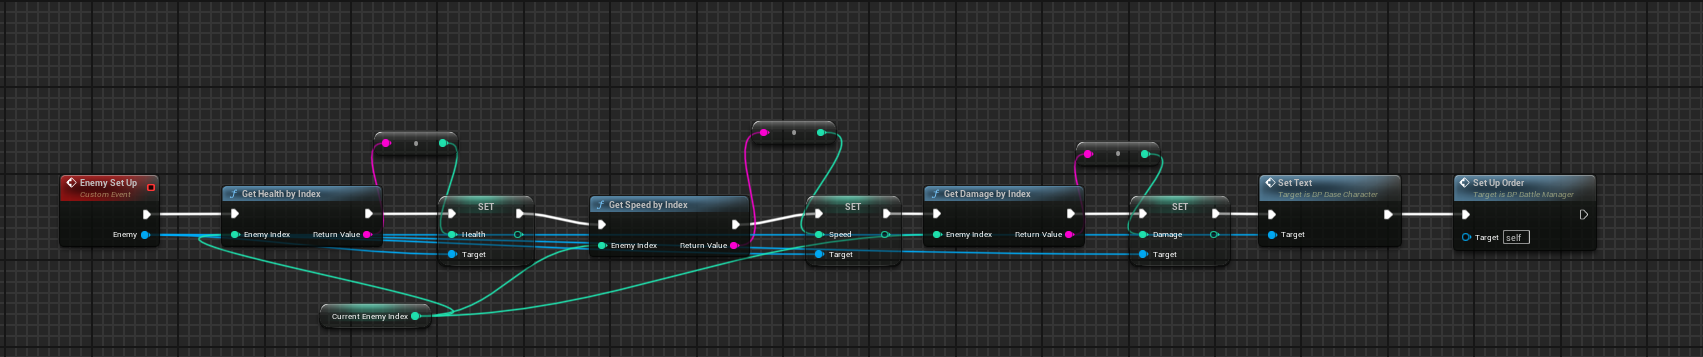 Enemy Set Up
Custom Event
Enemy
Get Health by Index
Enemy Index
Return Value
SET
Health
Target
Get Speed by Index
Enemy Index
Return Value
SET
Speed
Target
Get Damage by Index
Enemy Index
Return Value
SET
Damage
Target
Set Text
Target is BP Base Character
Target
Set Up Order
Target is BP Battle Manager
Target self
Current Enemy Index